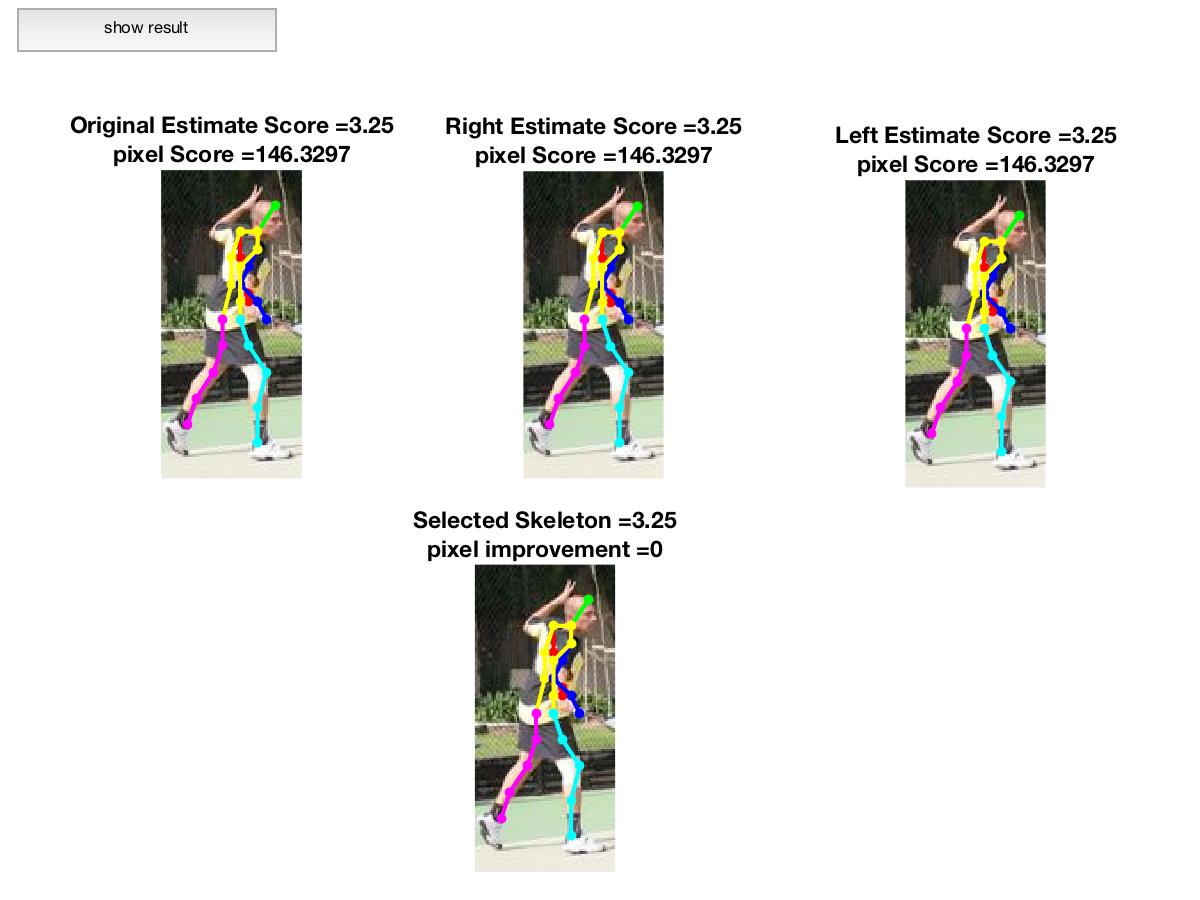 show result
Original Estimate Score =3.25
pixel Score =146.3297
Right Estimate Score =3.25
pixel Score =146.3297
Left Estimate Score =3.25
pixel Score =146.3297
Selected Skeleton =3.25
pixel improvement =0